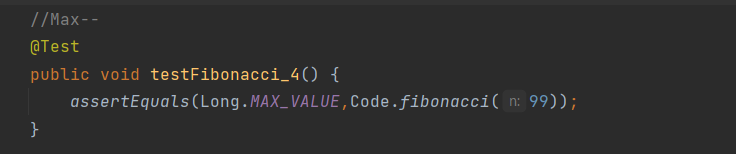 //Max--
@Test
public void testFibonacci_4() {
assertEquals(Long.MAX_VALUE,Code.fibonacci( n: 99));
}